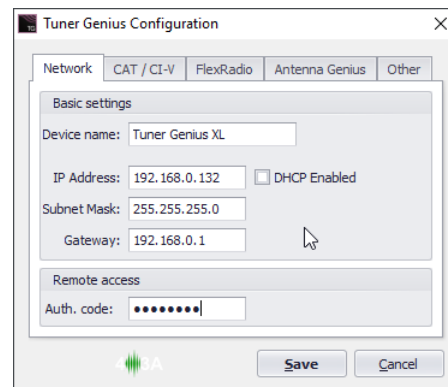 Tuner Genius Configuration
Network CAT / CI-V FlexRadio Antenna Genius Other
Basic settings
Device name: Tuner Genius XL
IP Address: 192.168.0.132 DHCP Enabled
Subnet Mask: 255.255.255.0
Gateway: 192.168.0.1
Remote access
Auth. code: ●●●●●●●●
Save Cancel